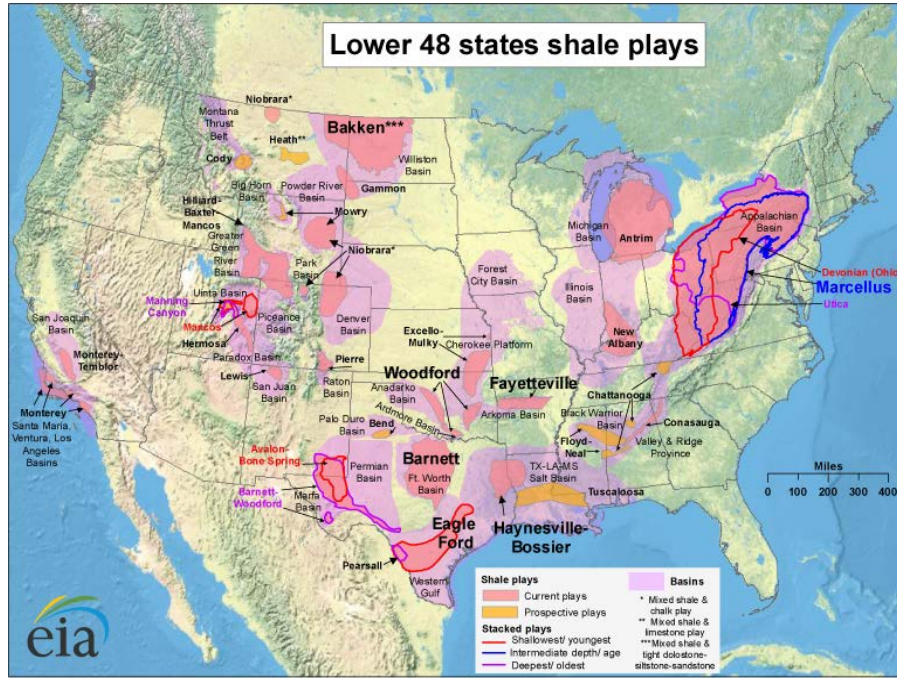 Lower 48 states shale plays
Niobrara*
Montana
Thrust
Belt
Bakken***
Heath**
Cody
Williston
Basin
Big Horn
Basin
Powder River
Basin
Gammon
Hilliard-
Baxter
Mancos
Mowry
Michigan
Basin
Antrim
Appalachian
Basin
Greater
Green
River
Basin
Park
Basin
Niobrara*
Forest
City Basin
Devonian (Ohio
Marcellus
Utica
Uinta Basin
Manning
Canyon
Illinois
Basin
San Joaquin
Basin
Mancos
Piceance
Basin
Denver
Basin
Hermosa
Excello-
Mulky
Cherokee Platform
New
Albany
Monterey-
Temblor
Paradox Basin
Pierre
Woodford
Fayetteville
Lewis
San Juan
Basin
Raton
Basin
Anadarko
Basin
Chattanooga
Monterey
Santa Maria,
Ventura, Los
Angeles
Basins
Palo Duro
Basin
Bend
Ardmore Basin
Arkoma Basin
Black Warrior
Basin
Conasauga
Floyd-
Neal
Valley & Ridge
Province
Avalon-
Bone Spring
Permian
Basin
Barnett
Ft. Worth
Basin
TX-LA-MS
Salt Basin
Tuscaloosa
Miles
0 100 200 300 400
Barnett-
Woodford
Marfa
Basin
Eagle
Ford
Haynesville-
Bossier
Pearsall
Western
Gulf
Shale plays
Current plays
Prospective plays
Stacked plays
Shallowest/ youngest
Intermediate depth/ age
Deepest/ oldest
Basins
* Mixed shale &
chalk play
** Mixed shale &
limestone play
***Mixed shale &
tight dolostone-
siltstone-sandstone
eia